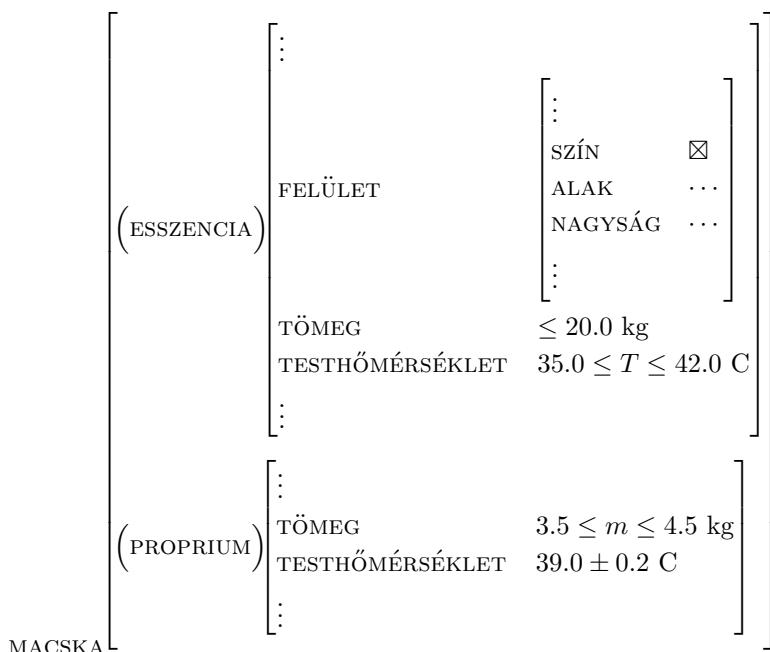 ⋮
SZÍN ⊠
FELÜLET ALAK ···
(ESSZENCIA) NAGYSÁG ···
⋮
TÖMEG ≤ 20.0 kg
TESTHŐMÉRSÉKLET 35.0 ≤ T ≤ 42.0 C
⋮
⋮
TÖMEG 3.5 ≤ m ≤ 4.5 kg
(PROPRIUM) TESTHŐMÉRSÉKLET 39.0 ± 0.2 C
⋮
MACSKA